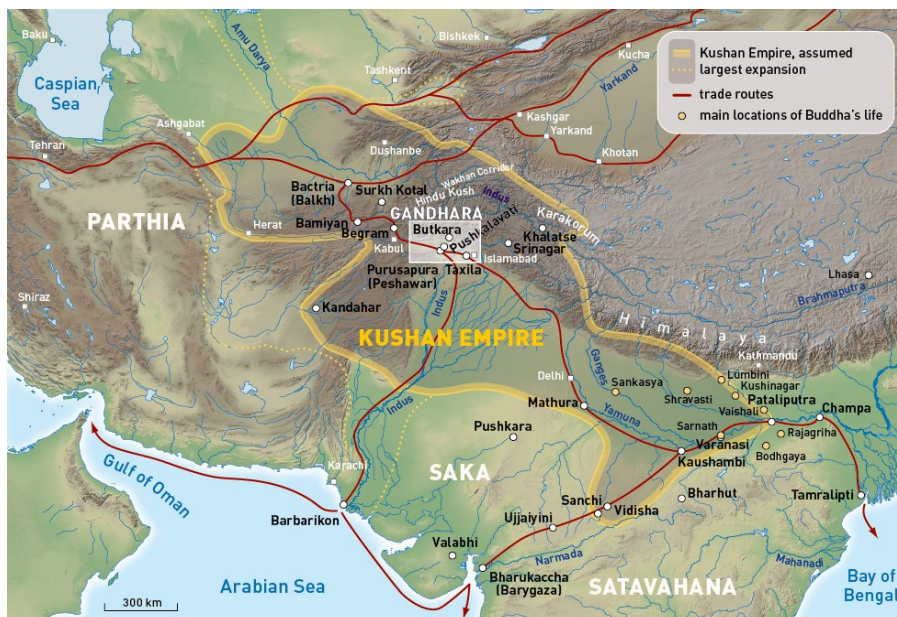 Baku
Caspian
Sea
Amu Darya
Bishkek
Tashkent
Kucha
Yarkand
Kushan Empire, assumed
largest expansion
trade routes
main locations of Buddha's life
Ashgabat
Tehran
Dushanbe
Kashgar
Yarkand
Khotan
Bactria
(Balkh)
Surkh Kotal
Wakhan Corridor
Hindu Kush
Indus
Karakorum
PARTHIA
Herat
Bamiyan
Begram
Kabul
GANDHARA
Butkara
Pushkalavati
Islamabad
Khalatse
Srinagar
Purusapura
(Peshawar)
Taxila
Lhasa
Brahmaputra
Shiraz
Kandahar
Indus
KUSHAN EMPIRE
Himalaya
Kathmandu
Delhi
Ganges
Sankasya
Lumbini
Kushinagar
Shravasti
Pataliputra
Vaishali
Mathura
Yamuna
Champa
Indus
Pushkara
Sarnath
Varanasi
Rajagriha
Kaushambi
Bodhgaya
Karachi
SAKA
Gulf of Oman
Barbarikon
Sanchi
Vidisha
Bharhut
Tamralipti
Ujjaiyini
Valabhi
Narmada
Mahanadi
Arabian Sea
Bharukaccha
(Barygaza)
SATAVAHANA
Bay of
Bengal
300 km